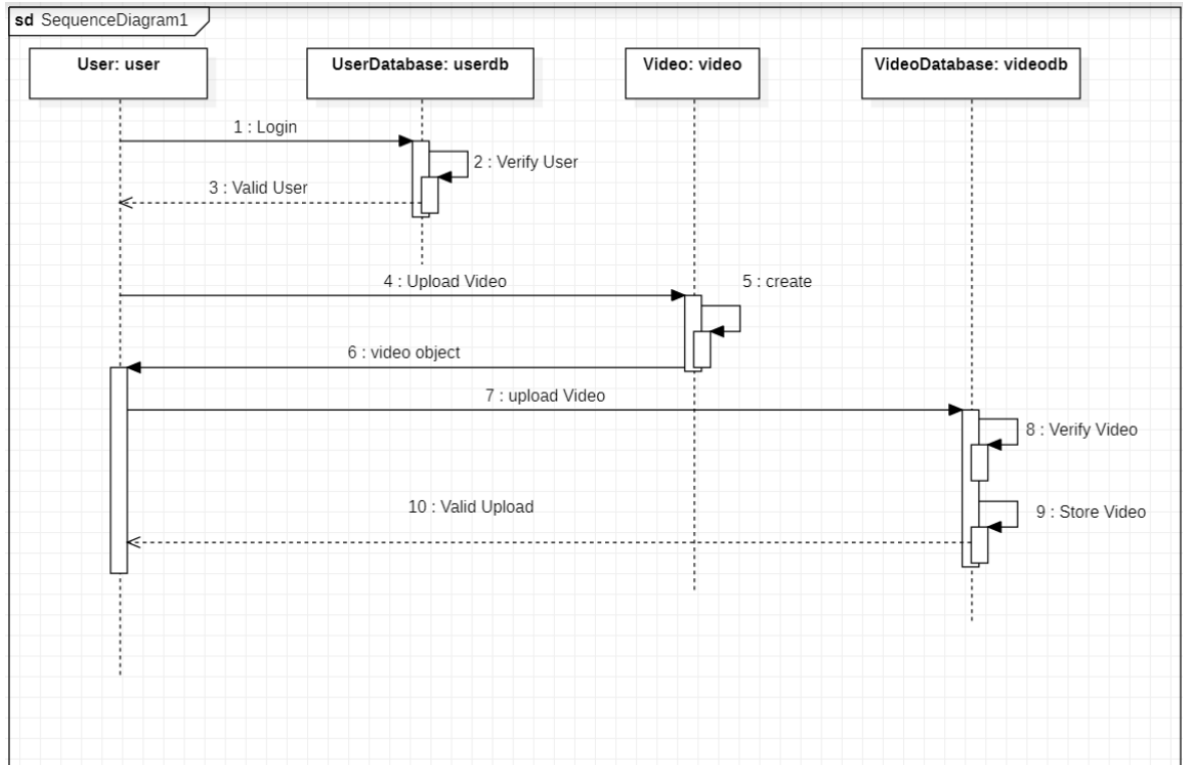 sd SequenceDiagram1
User: user
UserDatabase: userdb
Video: video
VideoDatabase: videodb
1 : Login
2 : Verify User
3 : Valid User
4 : Upload Video
5 : create
6 : video object
7 : upload Video
8 : Verify Video
10 : Valid Upload
9 : Store Video